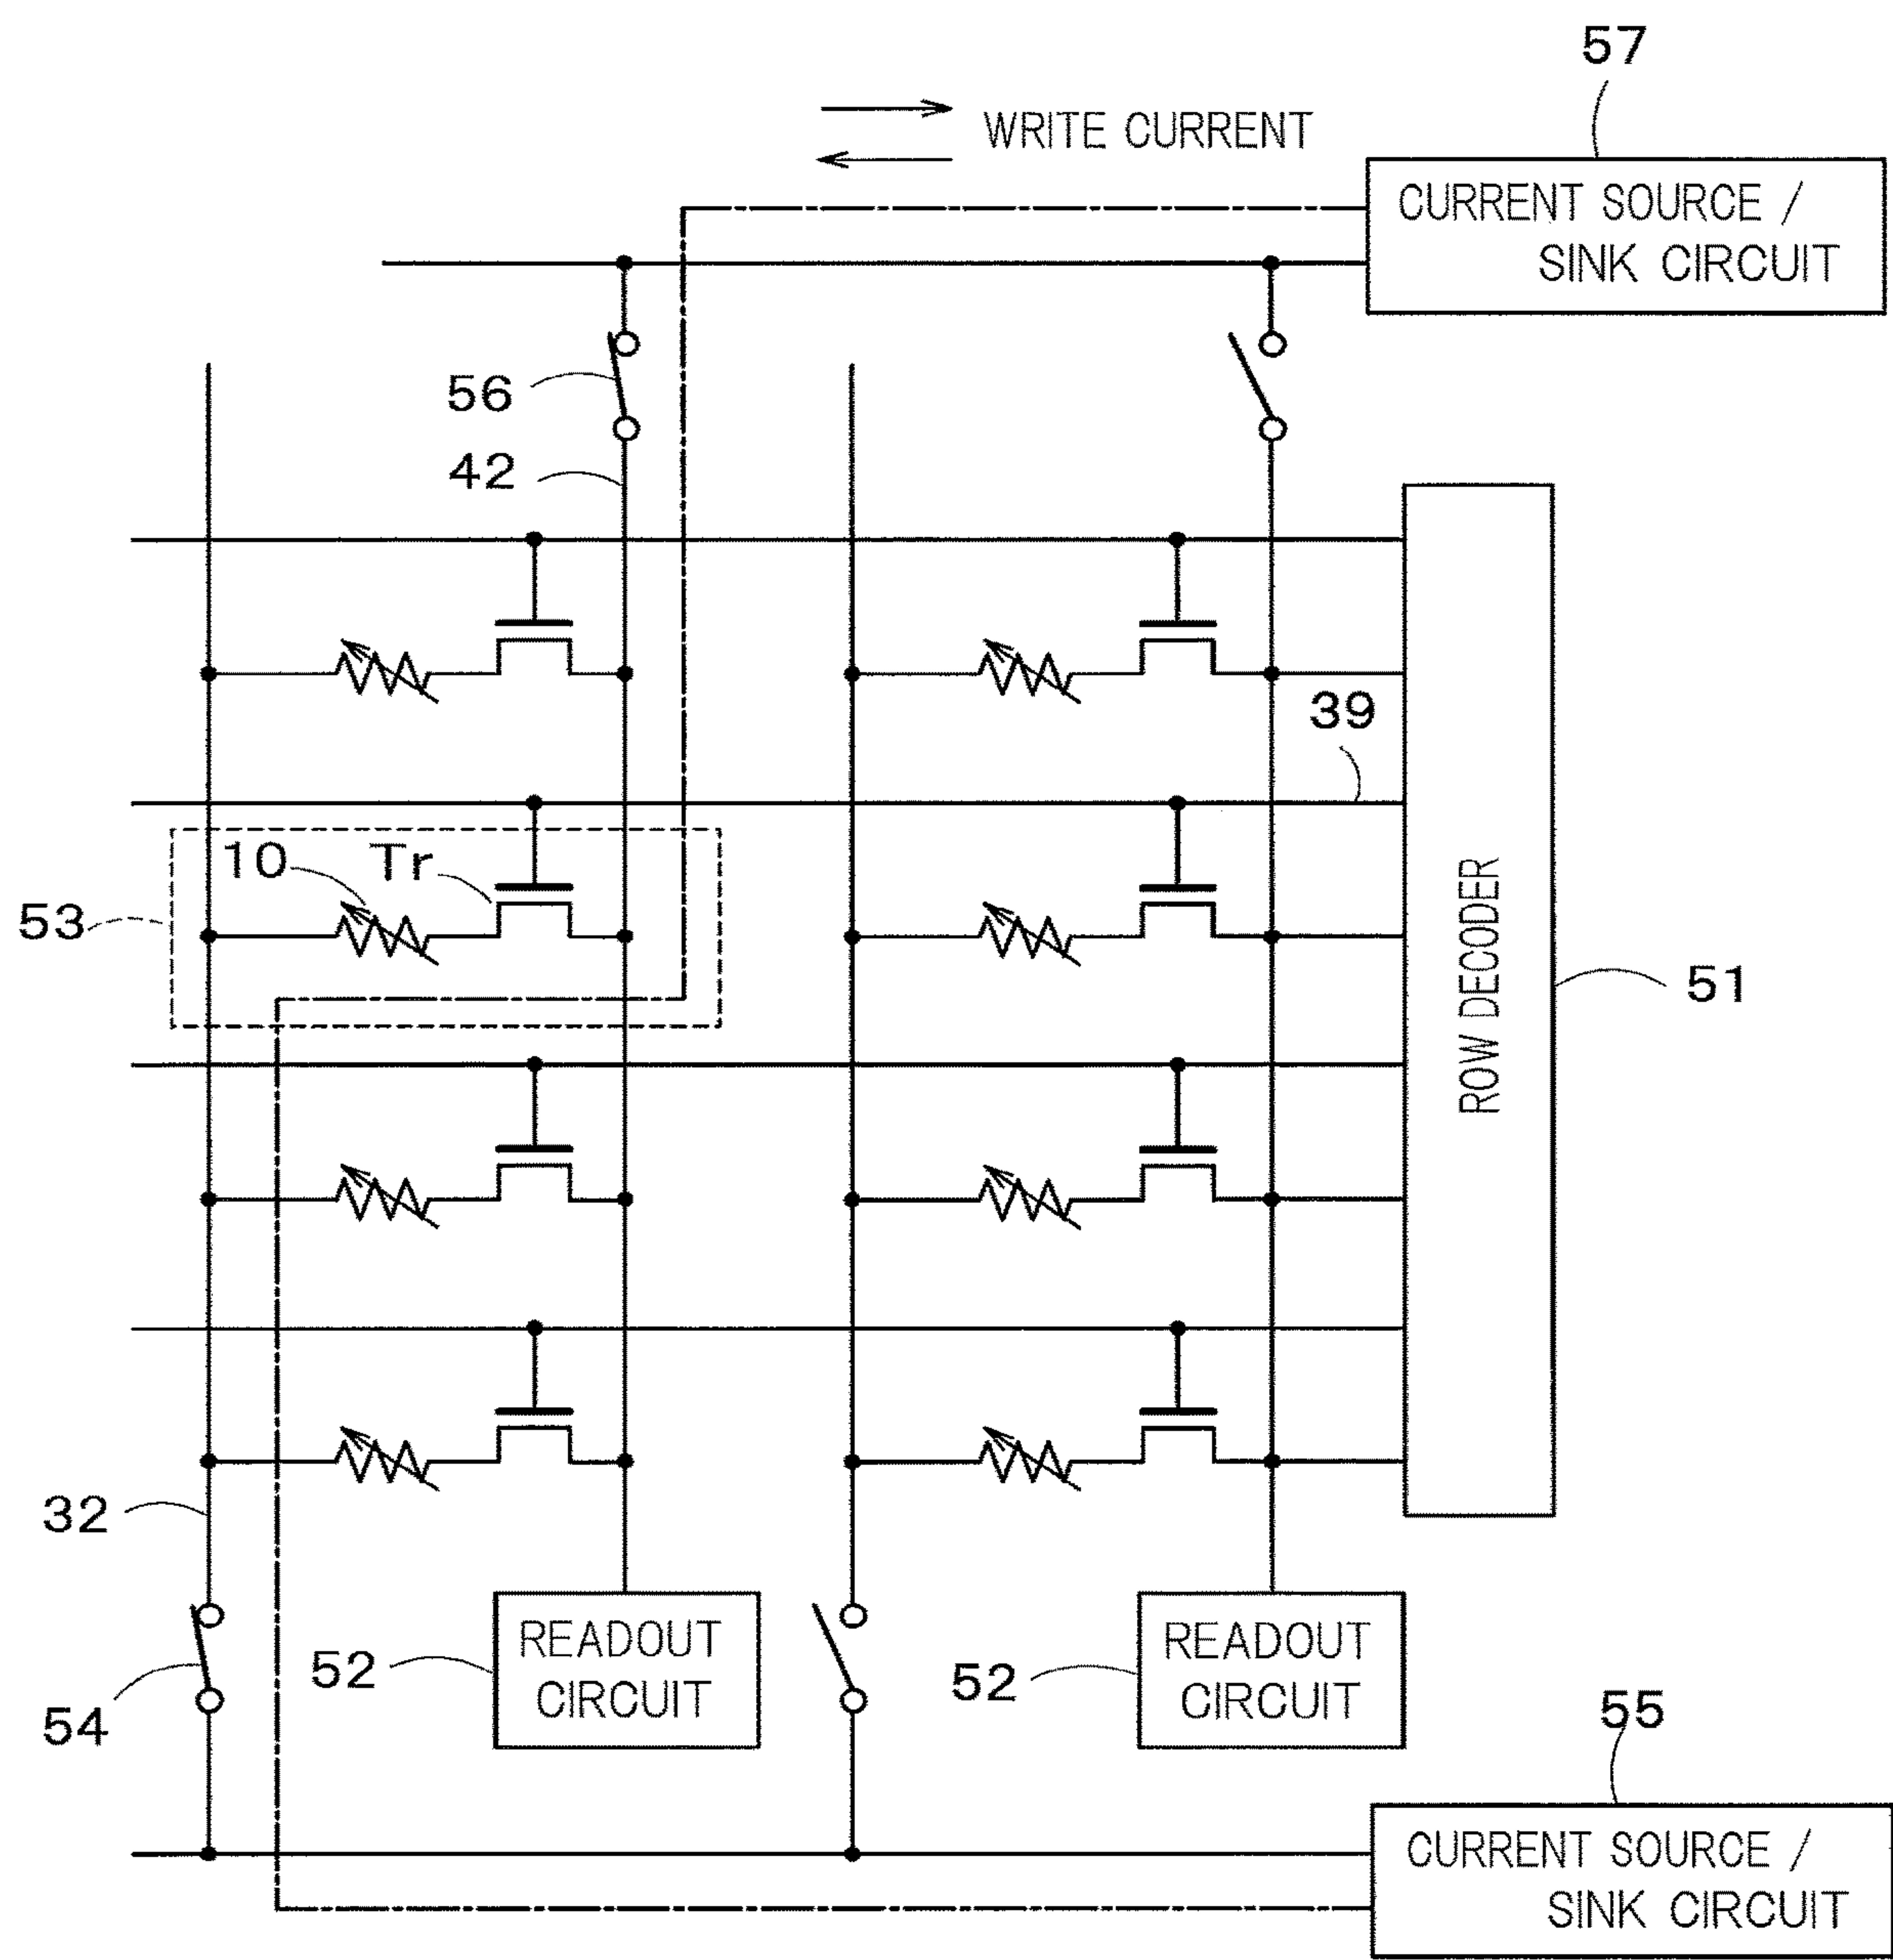 57
WRITE CURRENT
CURRENT SOURCE /
SINK CIRCUIT
56
42
39
10
Tr
53
ROW DECODER
51
32
READOUT
CIRCUIT
52
READOUT
CIRCUIT
52
54
55
CURRENT SOURCE /
SINK CIRCUIT